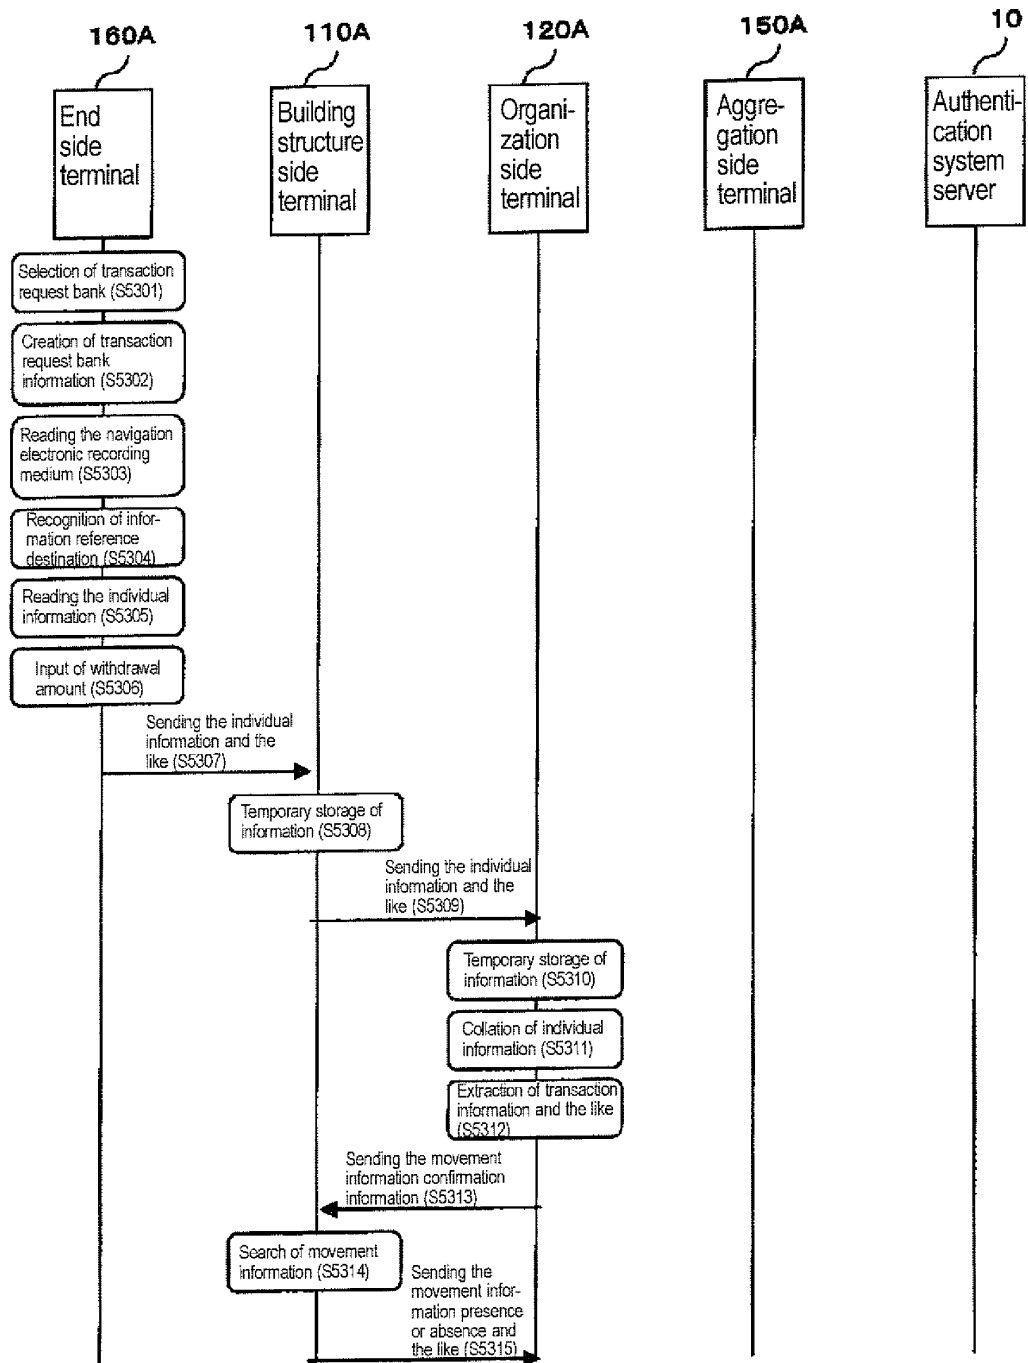 160A
110A
120A
150A
10
End
side
terminal
Building
structure
side
terminal
Organi-
zation
side
terminal
Aggre-
gation
side
terminal
Authenti-
cation
system
server
Selection of transaction
request bank (S5301)
Creation of transaction
request bank
information (S5302)
Reading the navigation
electronic recording
medium (S5303)
Recognition of infor-
mation reference
destination (S5304)
Reading the individual
information (S5305)
Input of withdrawal
amount (S5306)
Sending the individual
information and the
like (S5307)
Temporary storage of
information (S5308)
Sending the individual
information and the
like (S5309)
Temporary storage of
information (S5310)
Collation of individual
information (S5311)
Extraction of transaction
information and the like
(S5312)
Sending the movement
information confirmation
information (S5313)
Search of movement
information (S5314)
Sending the
movement infor-
mation presence
or absence and
the like (S5315)